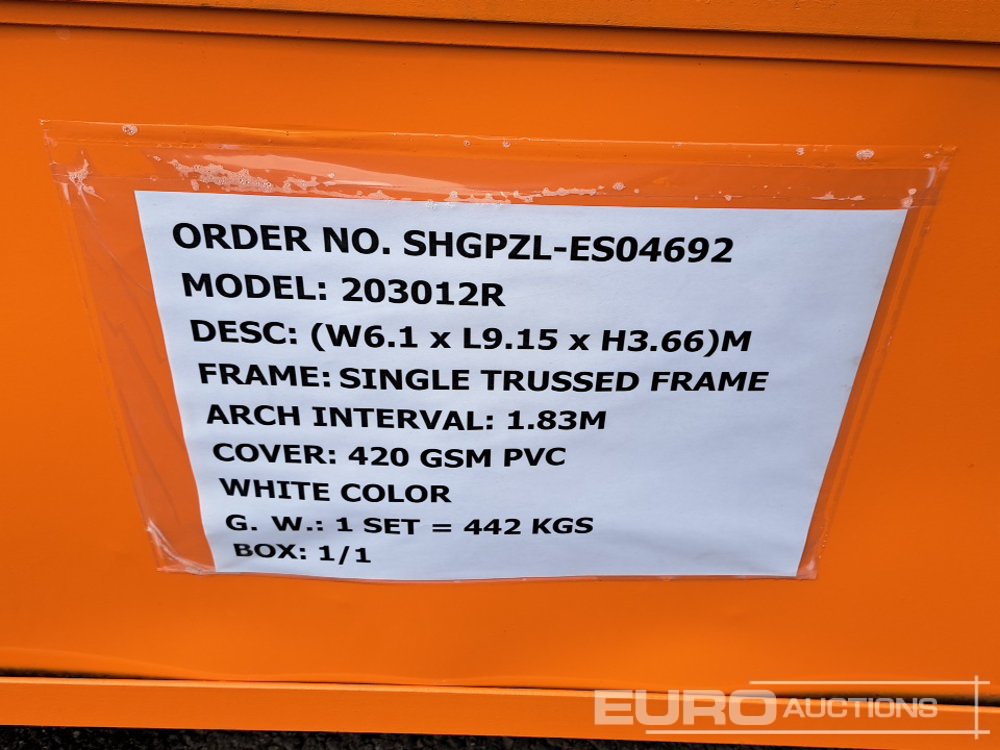 ORDER NO. SHGPZL-ES04692
MODEL: 203012R
DESC: (W6.1 x L9.15 x H3.66)M
FRAME: SINGLE TRUSSED FRAME
ARCH INTERVAL: 1.83M
COVER: 420 GSM PVC
WHITE COLOR
G. W.: 1 SET = 442 KGS
BOX: 1/1
EURO AUCTIONS